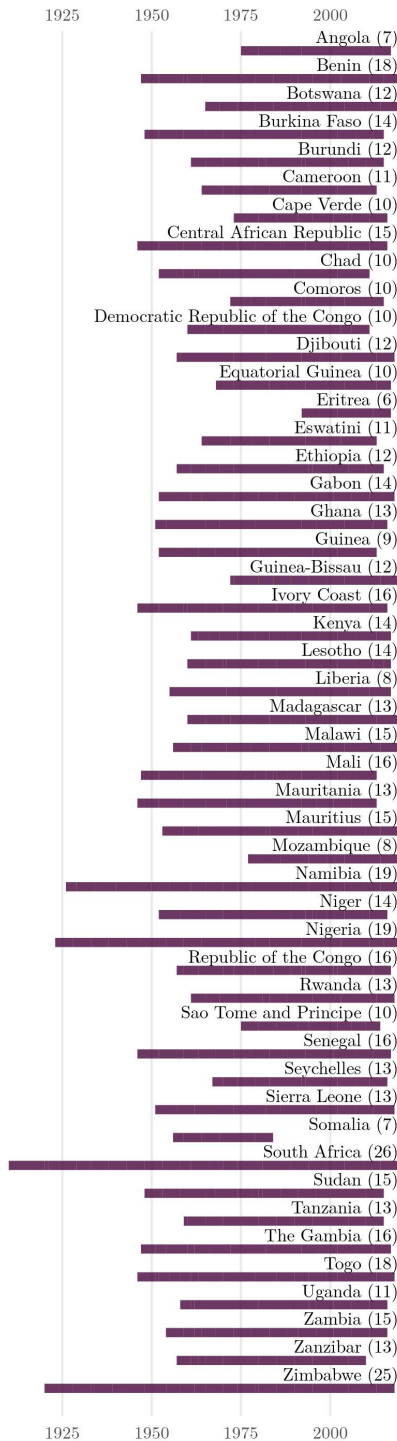 1925 1950 1975 2000
Angola (7)
Benin (18)
Botswana (12)
Burkina Faso (14)
Burundi (12)
Cameroon (11)
Cape Verde (10)
Central African Republic (15)
Chad (10)
Comoros (10)
Democratic Republic of the Congo (10)
Djibouti (12)
Equatorial Guinea (10)
Eritrea (6)
Eswatini (11)
Ethiopia (12)
Gabon (14)
Ghana (13)
Guinea (9)
Guinea-Bissau (12)
Ivory Coast (16)
Kenya (14)
Lesotho (14)
Liberia (8)
Madagascar (13)
Malawi (15)
Mali (16)
Mauritania (13)
Mauritius (15)
Mozambique (8)
Namibia (19)
Niger (14)
Nigeria (19)
Republic of the Congo (16)
Rwanda (13)
Sao Tome and Principe (10)
Senegal (16)
Seychelles (13)
Sierra Leone (13)
Somalia (7)
South Africa (26)
Sudan (15)
Tanzania (13)
The Gambia (16)
Togo (18)
Uganda (11)
Zambia (15)
Zanzibar (13)
Zimbabwe (25)
1925 1950 1975 2000